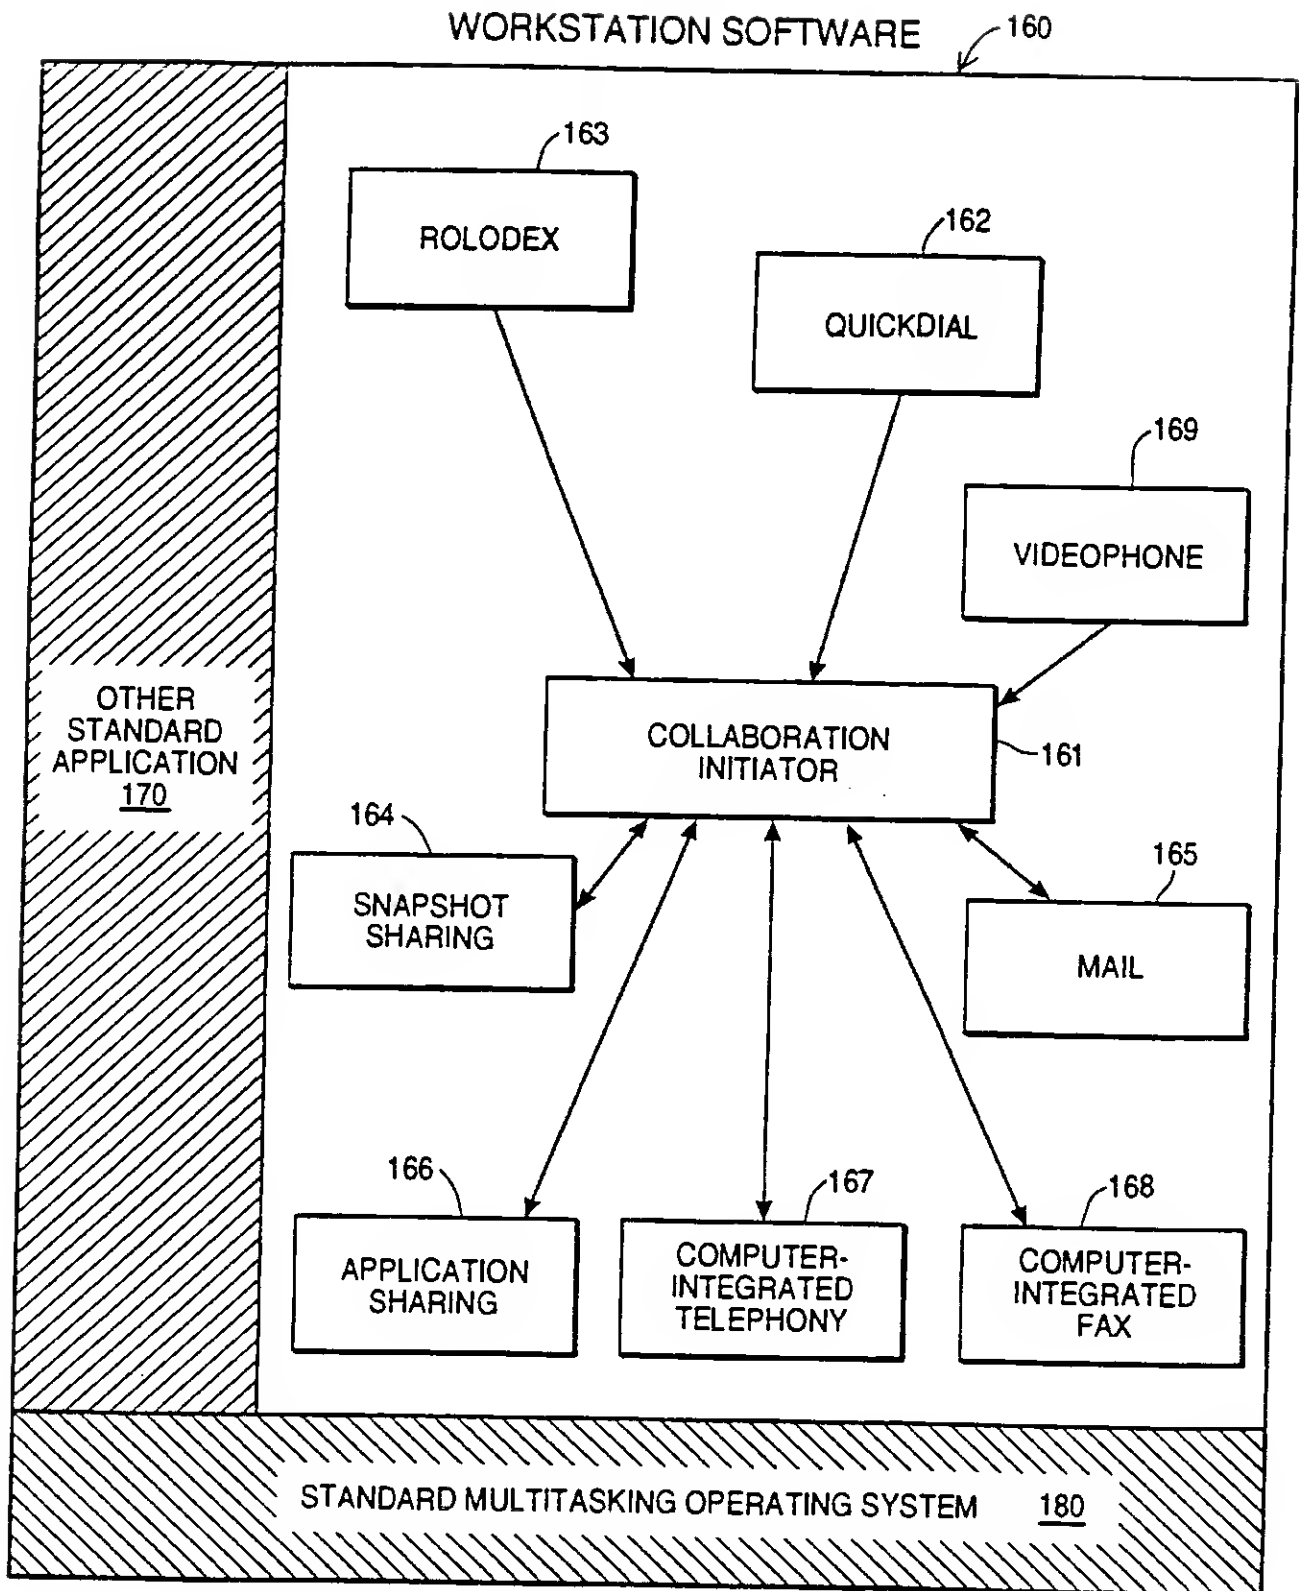 WORKSTATION SOFTWARE
160
163
ROLODEX
162
QUICKDIAL
169
VIDEOPHONE
OTHER
STANDARD
APPLICATION
170
COLLABORATION
INITIATOR
161
164
SNAPSHOT
SHARING
165
MAIL
166
APPLICATION
SHARING
167
COMPUTER-
INTEGRATED
TELEPHONY
168
COMPUTER-
INTEGRATED
FAX
STANDARD MULTITASKING OPERATING SYSTEM 180